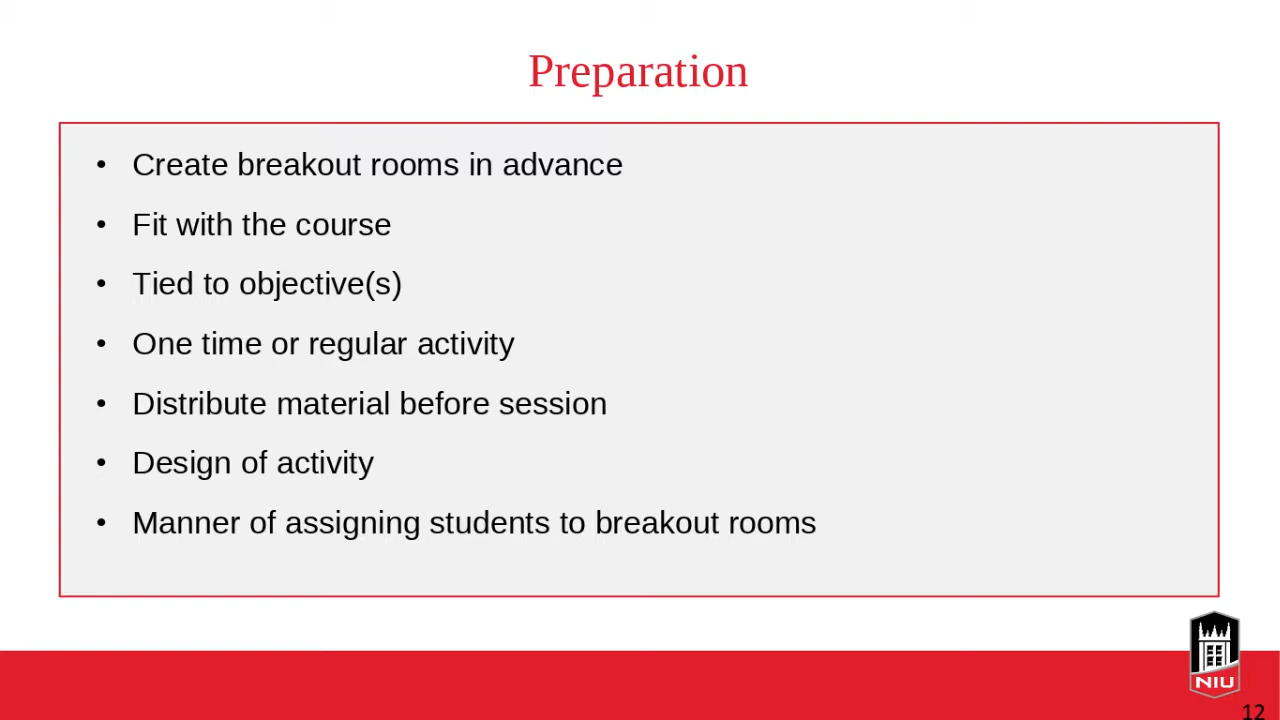 Preparation
• Create breakout rooms in advance
• Fit with the course
• Tied to objective(s)
• One time or regular activity
• Distribute material before session
• Design of activity
• Manner of assigning students to breakout rooms
NIU
12